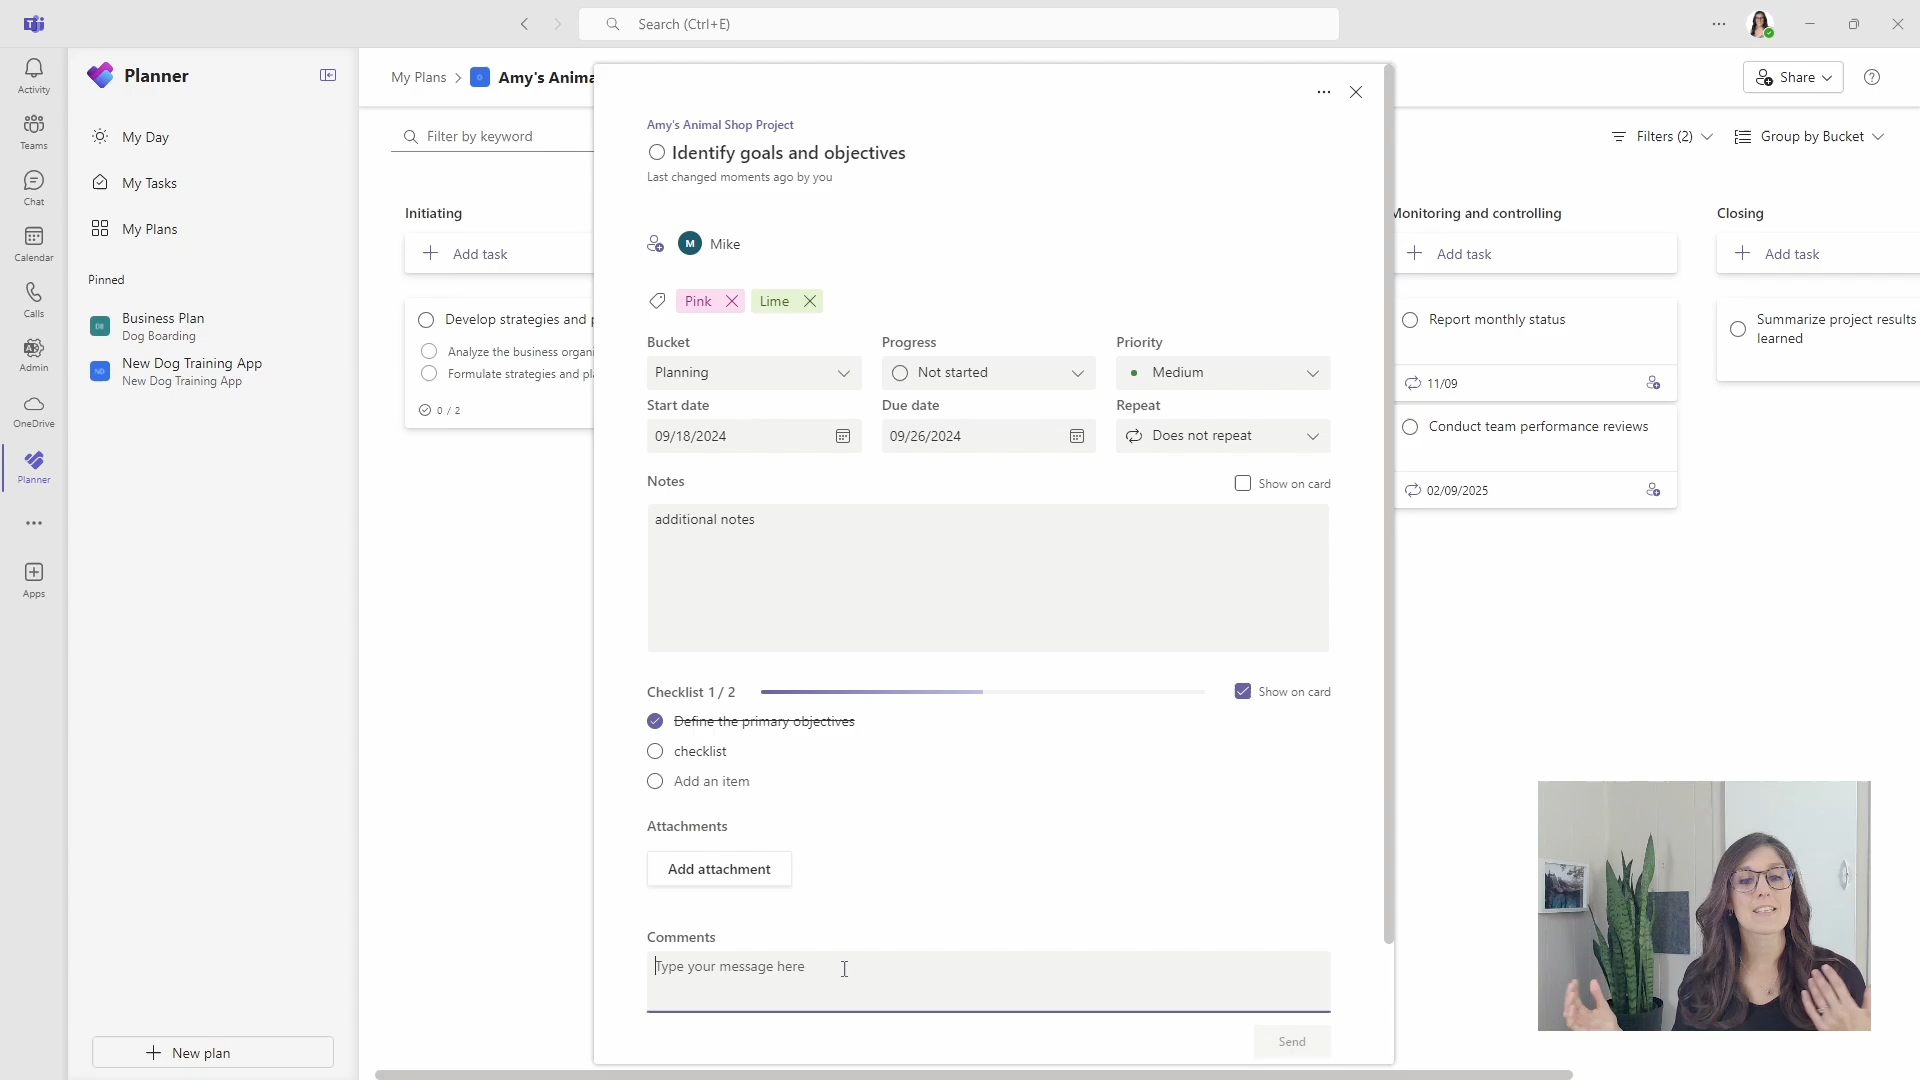 Search (Ctrl+E)
Activity
Teams
Chat
Calendar
Calls
Admin
OneDrive
Planner
Apps
Planner
My Day
My Tasks
My Plans
Pinned
DB
Business Plan
Dog Boarding
ND
New Dog Training App
New Dog Training App
New plan
My Plans
Amy's Anima
Share
Filter by keyword
Filters (2)
Group by Bucket
Initiating
Add task
Develop strategies and p
Analyze the business organi
Formulate strategies and pla
0 / 2
Amy's Animal Shop Project
Identify goals and objectives
Last changed moments ago by you
M
Mike
Pink
Lime
Bucket
Progress
Priority
Planning
Not started
Medium
Start date
Due date
Repeat
09/18/2024
09/26/2024
Does not repeat
Notes
Show on card
additional notes
Checklist 1 / 2
Show on card
Define the primary objectives
checklist
Add an item
Attachments
Add attachment
Comments
Type your message here
Send
Monitoring and controlling
Add task
Report monthly status
11/09
Conduct team performance reviews
02/09/2025
Closing
Add task
Summarize project results
learned